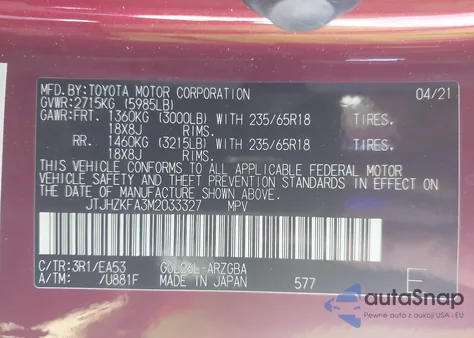 MFD.BY:TOYOTA MOTOR CORPORATION 04/21
GVWR:2715KG (5985LB)
GAWR:FRT. 1360KG (3000LB) WITH 235/65R18 TIRES.
18X8J RIMS.
RR. 1460KG (3215LB) WITH 235/65R18 TIRES.
18X8J RIMS.
THIS VEHICLE CONFORMS TO ALL APPLICABLE FEDERAL MOTOR
VEHICLE SAFETY AND THEFT PREVENTION STANDARDS IN EFFECT ON
THE DATE OF MANUFACTURE SHOWN ABOVE.
JTJHZKFA3M2033327 MPV
C/TR:3R1/EA53 GUL26L-ARZGBA
A/TM: /U881F MADE IN JAPAN 577 E
autoSnap
Pewne auta z aukcji USA i EU